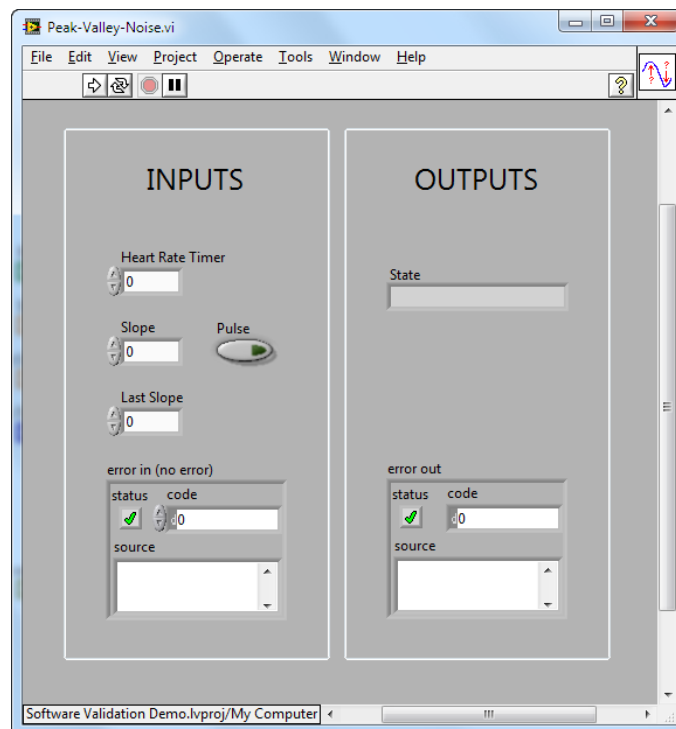 Peak-Valley-Noise.vi
File Edit View Project Operate Tools Window Help
?
? ?
INPUTS
OUTPUTS
Heart Rate Timer
0
State
Slope
Pulse
0
Last Slope
0
error in (no error)
status code
d0
source
error out
status code
d0
source
Software Validation Demo.lvproj/My Computer